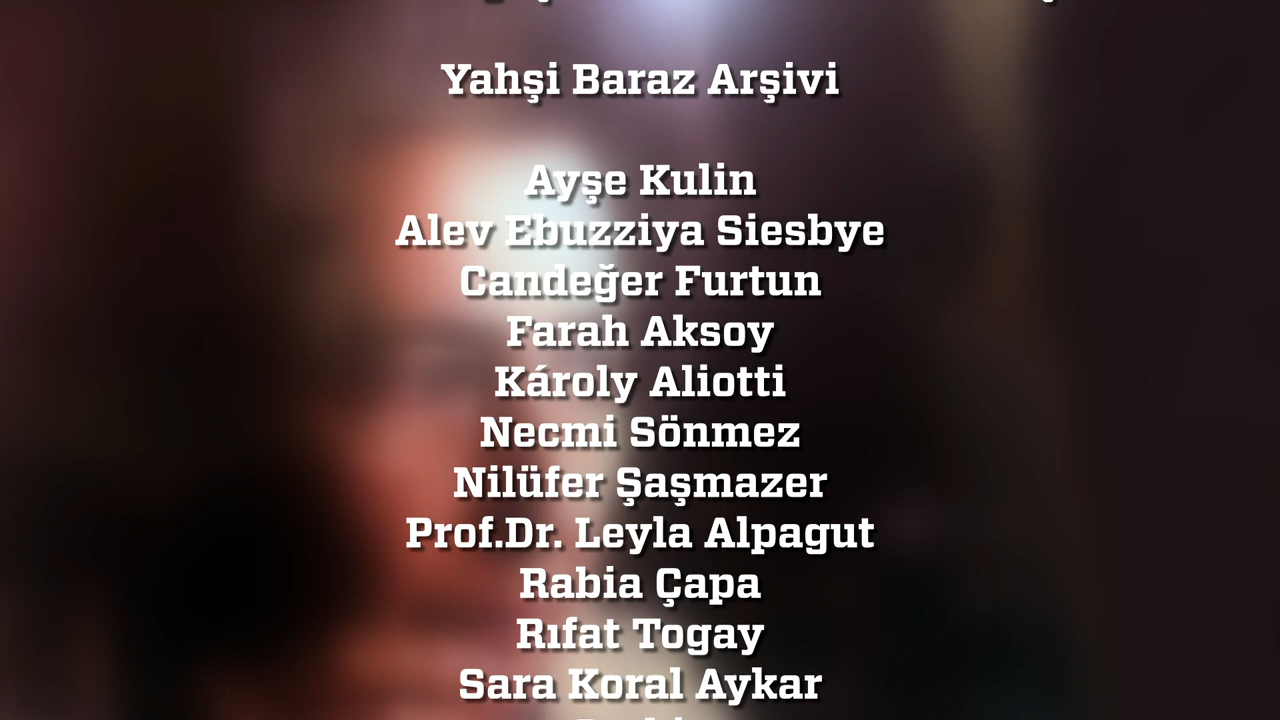 Yahşi Baraz Arşivi
Ayşe Kulin
Alev Ebuzziya Siesbye
Candeğer Furtun
Farah Aksoy
Károly Aliotti
Necmi Sönmez
Nilüfer Şaşmazer
Prof.Dr. Leyla Alpagut
Rabia Çapa
Rıfat Togay
Sara Koral Aykar